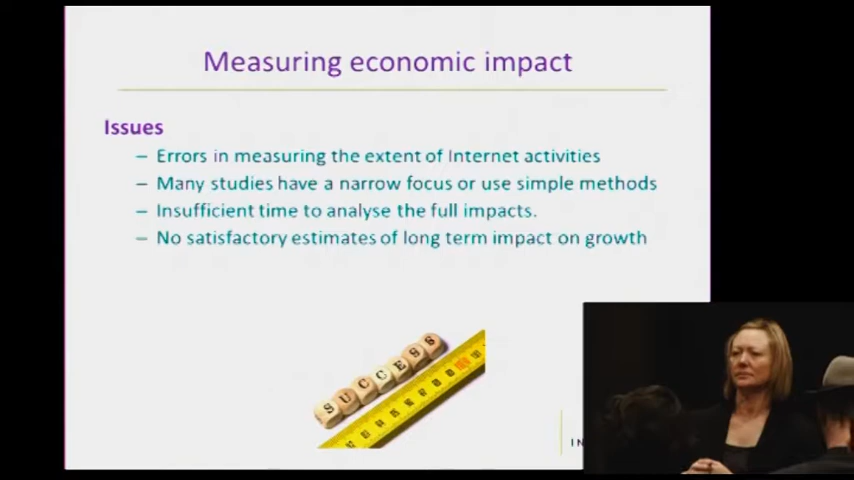 Measuring economic impact
Issues
– Errors in measuring the extent of Internet activities
– Many studies have a narrow focus or use simple methods
– Insufficient time to analyse the full impacts.
– No satisfactory estimates of long term impact on growth
SUCCESS